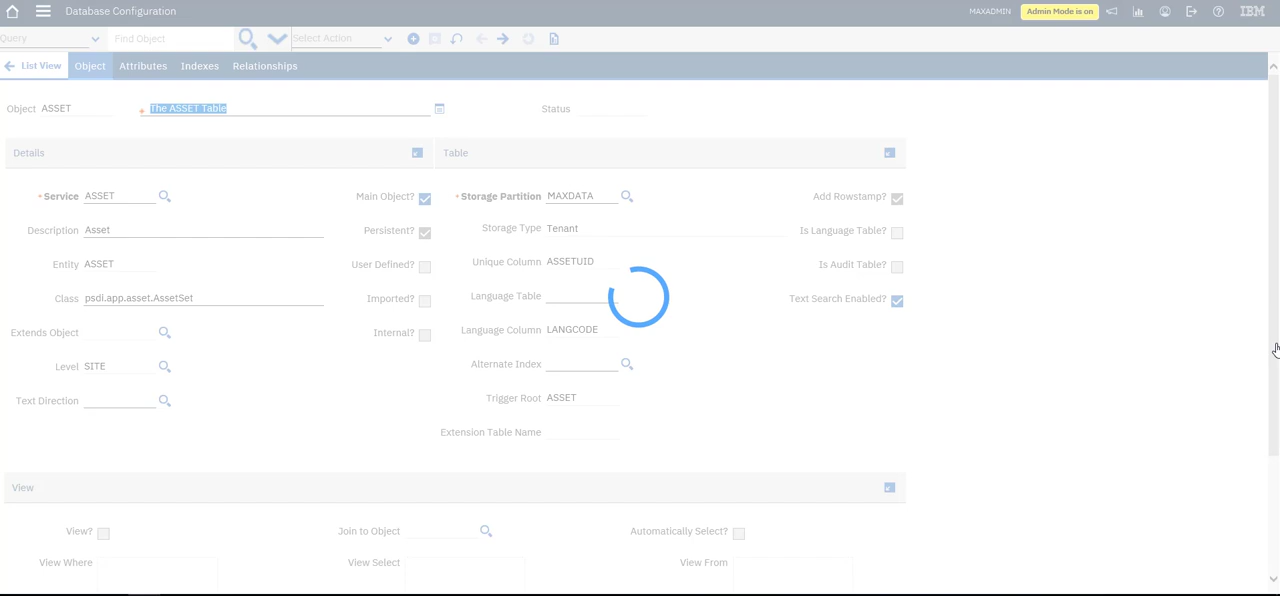 Database Configuration
MAXADMIN Admin Mode is on IBM
Query Find Object Select Action
List View Object Attributes Indexes Relationships
Object ASSET * The ASSET Table Status
Details Table
* Service ASSET Main Object? * Storage Partition MAXDATA Add Rowstamp?
Description Asset Persistent? Storage Type Tenant Is Language Table?
Entity ASSET User Defined? Unique Column ASSETUID Is Audit Table?
Class psdi.app.asset.AssetSet Imported? Language Table Text Search Enabled?
Extends Object Internal? Language Column LANGCODE
Level SITE Alternate Index
Text Direction Trigger Root ASSET
Extension Table Name
View
View? Join to Object Automatically Select?
View Where View Select View From